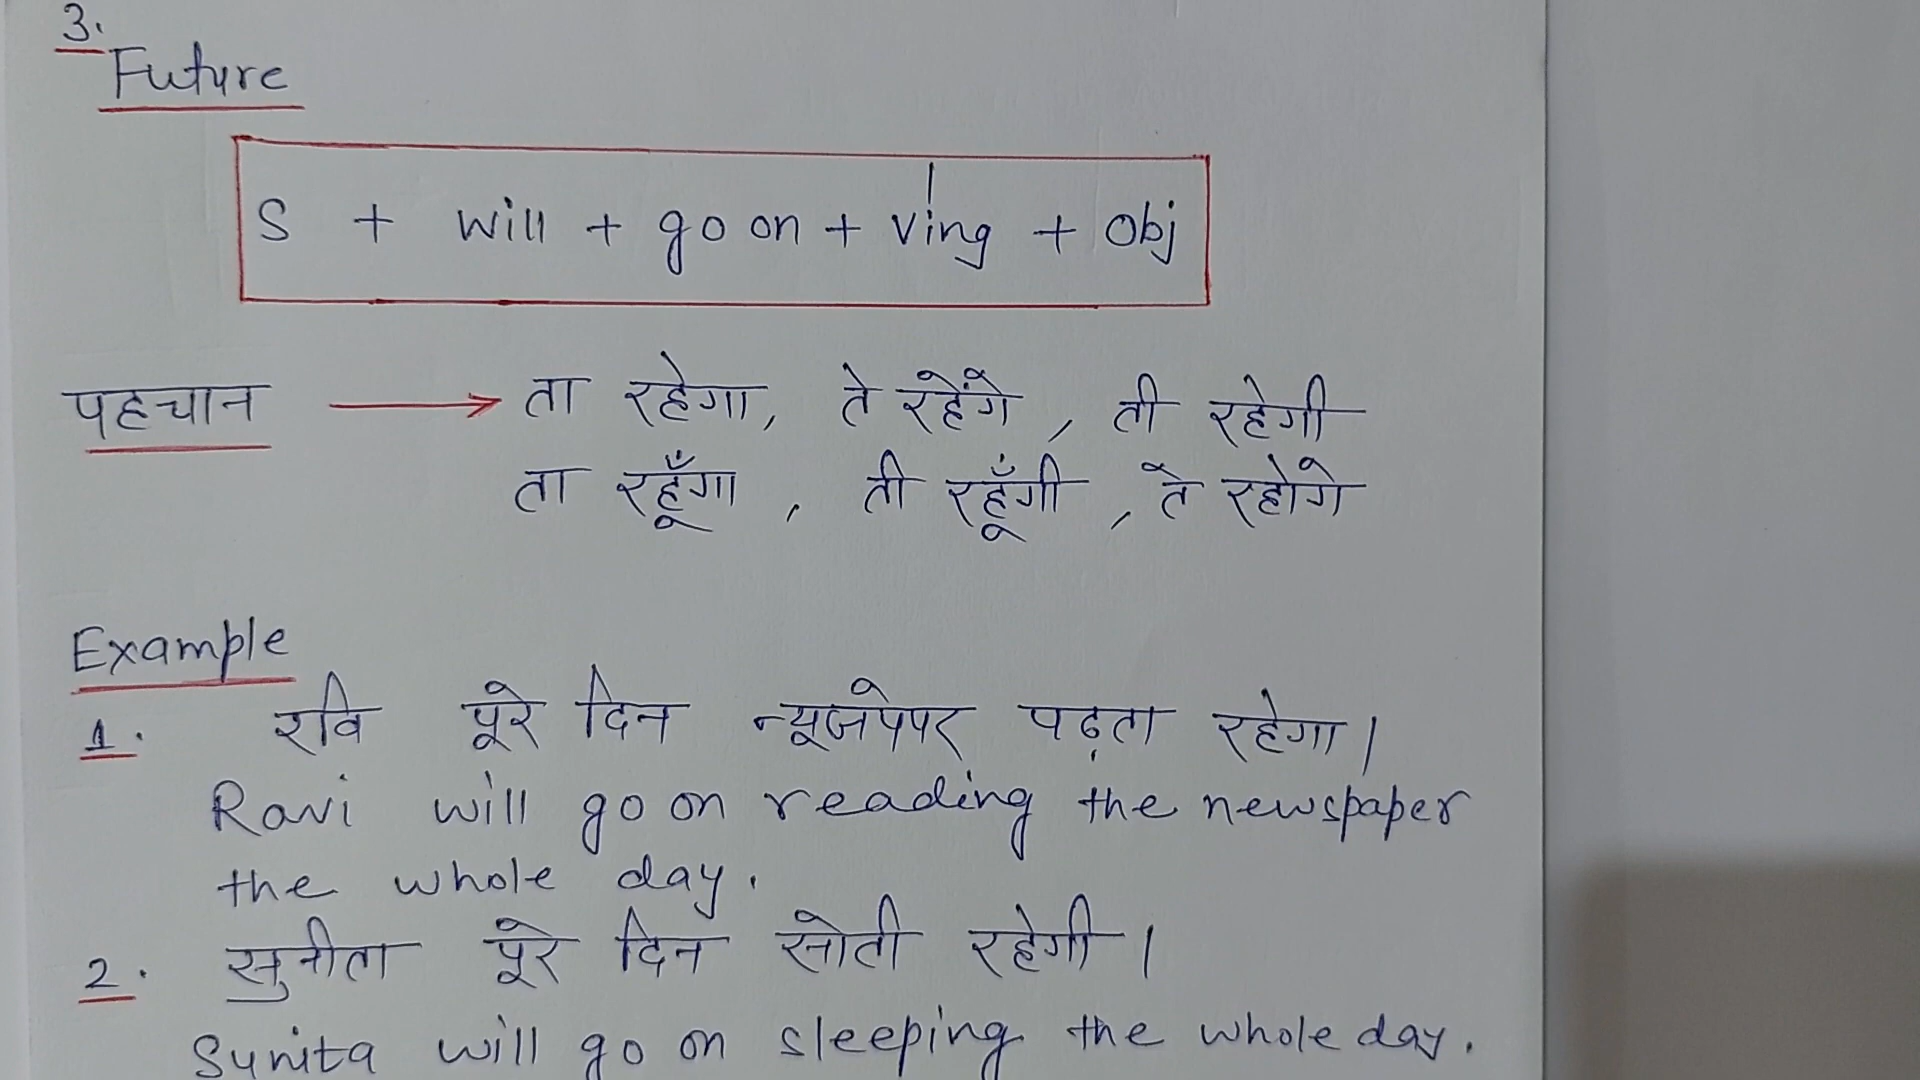 3.
Future
S + will + go on + Ving + Obj
पहचान → ता रहेगा, ते रहेंगे, ती रहेगी
ता रहूँगा, ती रहूँगी, ते रहोगे
Example
1. रवि पूरे दिन न्यूजपेपर पढ़ता रहेगा।
Ravi will go on reading the newspaper
the whole day.
2. सुनीता पूरे दिन सोती रहेगी।
Sunita will go on sleeping the whole day.